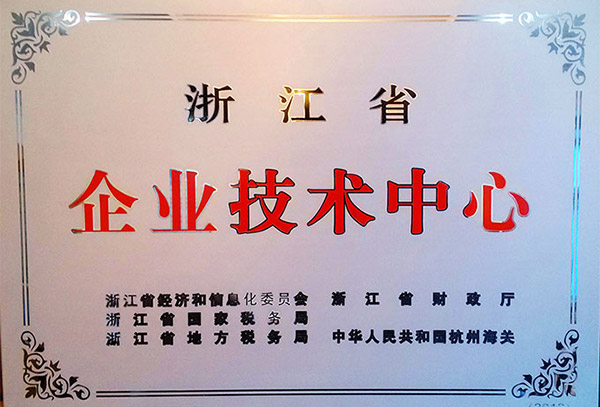 浙江省
企业技术中心
浙江省经济和信息化委员会 浙江省财政厅
浙江省国家税务局
浙江省地方税务局 中华人民共和国杭州海关